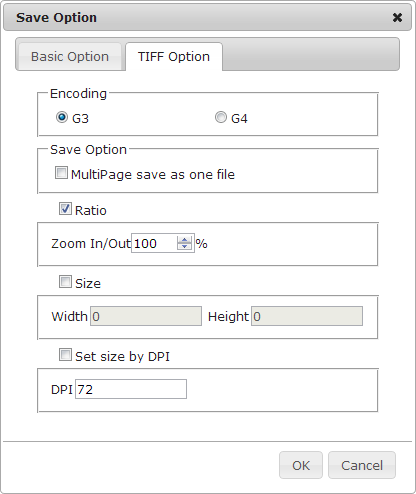 Save Option
Basic Option TIFF Option
Encoding
G3 G4
Save Option
MultiPage save as one file
Ratio
Zoom In/Out 100 %
Size
Width 0 Height 0
Set size by DPI
DPI 72
OK Cancel